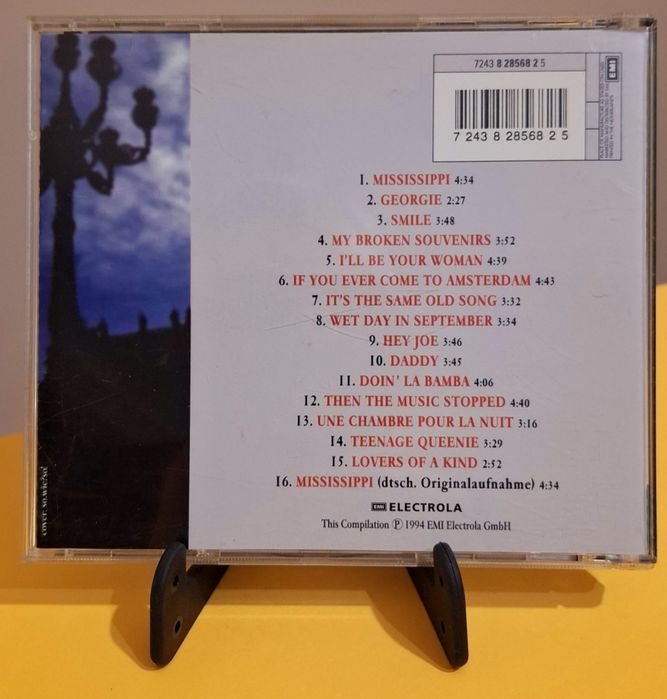 7243 8 28568 2 5
EMI
7 243 8 28568 2 5
1. MISSISSIPPI 4:34
2. GEORGIE 2:27
3. SMILE 3:48
4. MY BROKEN SOUVENIRS 3:52
5. I'LL BE YOUR WOMAN 4:39
6. IF YOU EVER COME TO AMSTERDAM 4:43
7. IT'S THE SAME OLD SONG 3:32
8. WET DAY IN SEPTEMBER 3:34
9. HEY JOE 3:46
10. DADDY 3:45
11. DOIN' LA BAMBA 4:06
12. THEN THE MUSIC STOPPED 4:40
13. UNE CHAMBRE POUR LA NUIT 3:16
14. TEENAGE QUEENIE 3:29
15. LOVERS OF A KIND 2:52
16. MISSISSIPPI (dtsch. Originalaufnahme) 4:34
EMI ELECTROLA
This Compilation Ⓟ 1994 EMI Electrola GmbH
cover: so.wie?so!